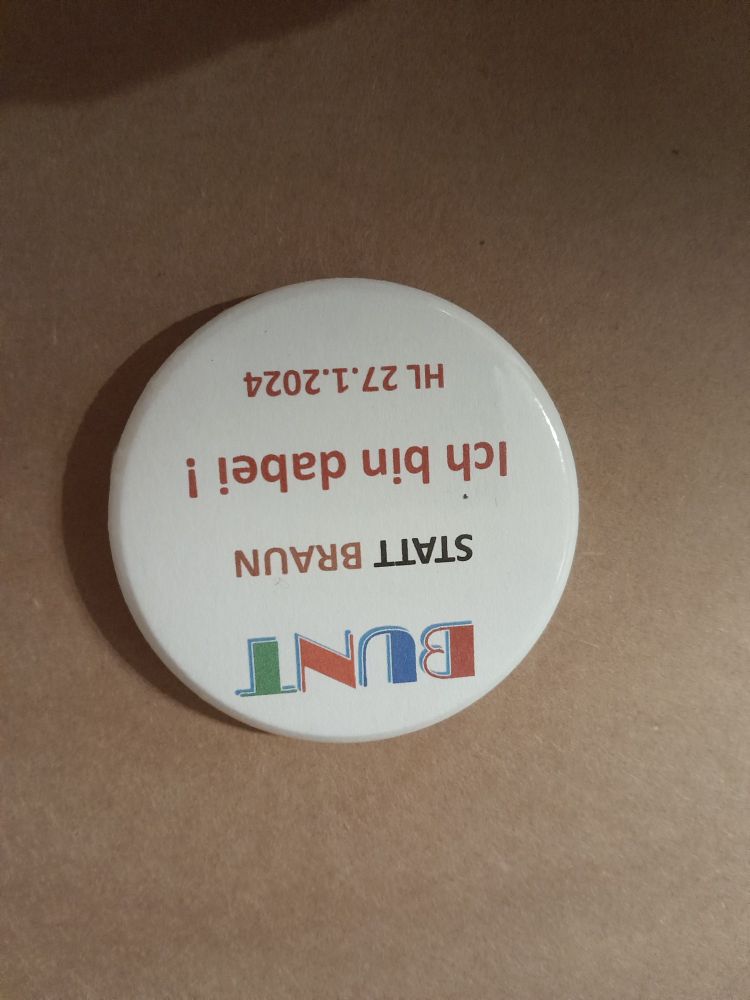 BUNT
STATT BRAUN
Ich bin dabei !
HL 27.1.2024